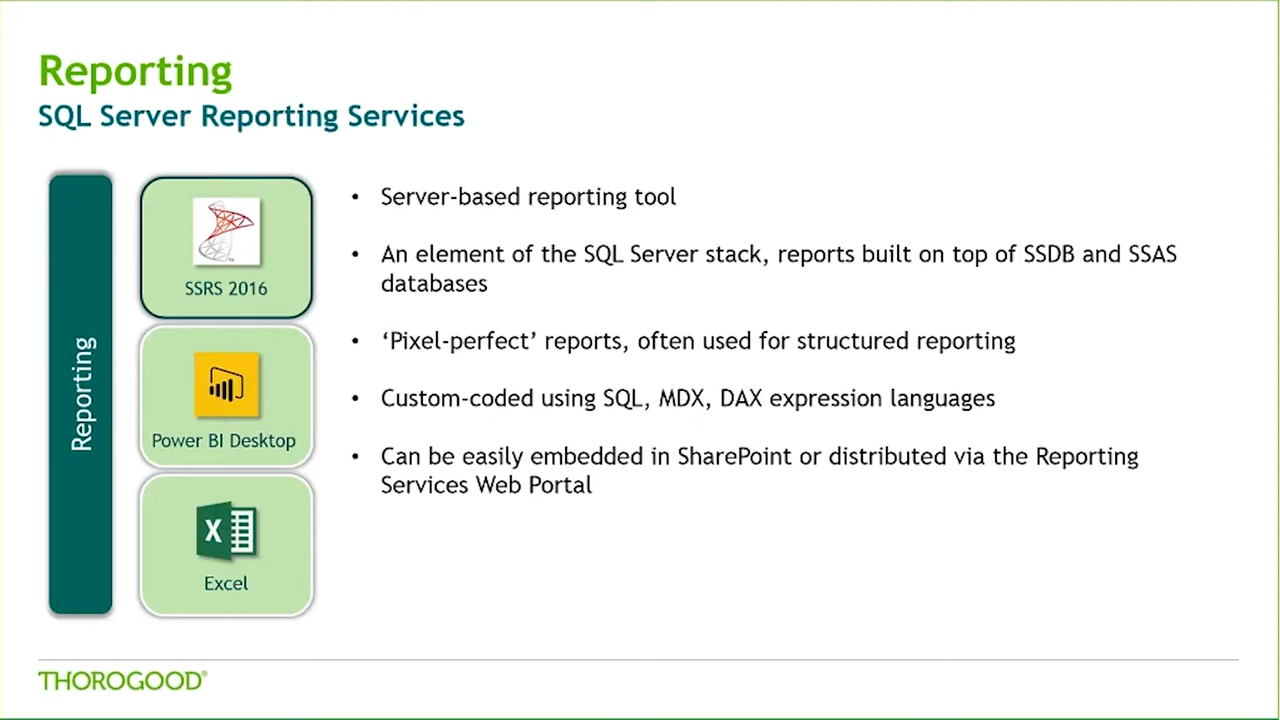 Reporting
SQL Server Reporting Services
Reporting
SSRS 2016
Power BI Desktop
Excel
• Server-based reporting tool
• An element of the SQL Server stack, reports built on top of SSDB and SSAS
databases
• ‘Pixel-perfect’ reports, often used for structured reporting
• Custom-coded using SQL, MDX, DAX expression languages
• Can be easily embedded in SharePoint or distributed via the Reporting
Services Web Portal
THOROGOOD®